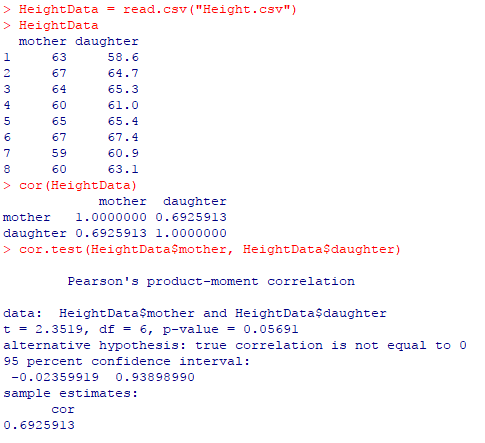 > HeightData = read.csv("Height.csv")
> HeightData
  mother daughter
1     63     58.6
2     67     64.7
3     64     65.3
4     60     61.0
5     65     65.4
6     67     67.4
7     59     60.9
8     60     63.1
> cor(HeightData)
            mother  daughter
mother   1.0000000 0.6925913
daughter 0.6925913 1.0000000
> cor.test(HeightData$mother, HeightData$daughter)
        Pearson's product-moment correlation
data:  HeightData$mother and HeightData$daughter
t = 2.3519, df = 6, p-value = 0.05691
alternative hypothesis: true correlation is not equal to 0
95 percent confidence interval:
 -0.02359919  0.93898990
sample estimates:
      cor
0.6925913